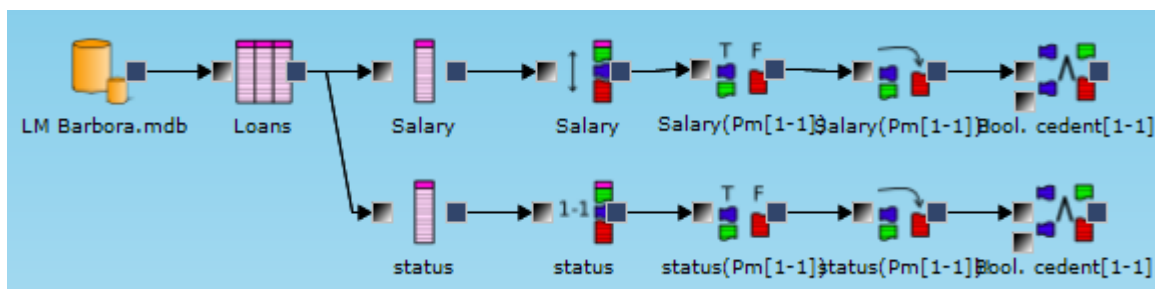 T F
LM Barbora.mdb Loans Salary Salary Salary(Pm[1-1]) Salary(Pm[1-1]) Bool. cedent[1-1]
1-1 T F
status status status(Pm[1-1]) status(Pm[1-1]) Bool. cedent[1-1]